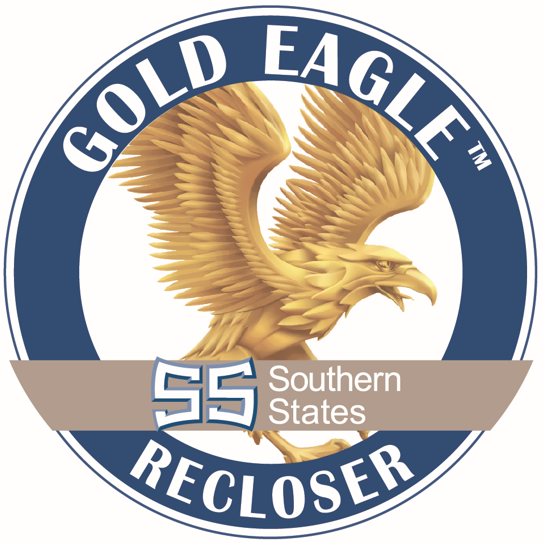 GOLD EAGLE™
SS
Southern
States
RECLOSER